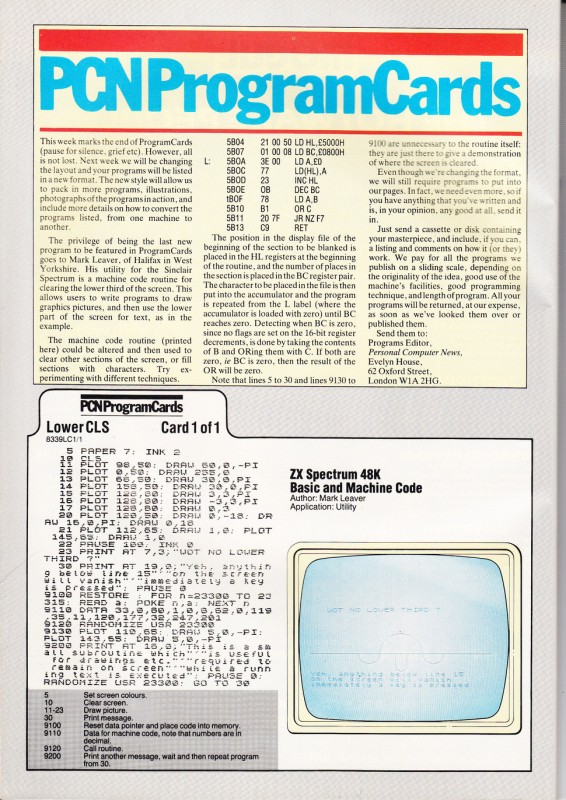 PCN ProgramCards
This week marks the end of ProgramCards
(pause for silence, grief etc). However, all
is not lost. Next week we will be changing
the layout and your programs will be listed
in a new format. The new style will allow us
to pack in more programs, illustrations,
photographs of the programs in action, and
include more details on how to convert the
programs listed, from one machine to
another.
The privilege of being the last new
program to be featured in ProgramCards
goes to Mark Leaver, of Halifax in West
Yorkshire. His utility for the Sinclair
Spectrum is a machine code routine for
clearing the lower third of the screen. This
allows users to write programs to draw
graphics pictures, and then use the lower
part of the screen for text, as in the
example.
The machine code routine (printed
here) could be altered and then used to
clear other sections of the screen, or fill
sections with characters. Try ex-
perimenting with different techniques.
5B04 21 00 50 LD HL,£5000H
5B07 01 00 08 LD BC,£0800H
L: 5B0A 3E 00 LD A,£0
5B0C 77 LD(HL),A
5B0D 23 INC HL
5B0E 0B DEC BC
tB0F 78 LD A,B
5B10 B1 OR C
5B11 20 7F JR NZ F7
5B13 C9 RET
The position in the display file of the
beginning of the section to be blanked is
placed in the HL registers at the beginning
of the routine, and the number of places in
the section is placed in the BC register pair.
The character to be placed in the file is then
put into the accumulator and the program
is repeated from the L label (where the
accumulator is loaded with zero) until BC
reaches zero. Detecting when BC is zero,
since no flags are set on the 16-bit register
decrements, is done by taking the contents
of B and ORing them with C. If both are
zero, ie BC is zero, then the result of the
OR will be zero.
Note that lines 5 to 30 and lines 9130 to
9100 are unnecessary to the routine itself:
they are just there to give a demonstration
of where the screen is cleared.
Even though we're changing the format,
we will still require programs to put into
our pages. In fact, we need even more, so if
you have anything that you've written and
is, in your opinion, any good at all, send it
in.
Just send a cassette or disk containing
your masterpiece, and include, if you can,
a listing and comments on how it (or they)
work. We pay for all the programs we
publish on a sliding scale, depending on
the originality of the idea, good use of the
machine's facilities, good programming
technique, and length of program. All your
programs will be returned, at our expense,
as soon as we've looked them over or
published them.
Send them to:
Programs Editor,
Personal Computer News,
Evelyn House,
62 Oxford Street,
London W1A 2HG.
PCN ProgramCards
Lower CLS Card 1 of 1
8339LC1/1
5 PAPER 7: INK 2
10 CLS
11 PLOT 98,50: DRAW 60,0,-PI
12 PLOT 0,50: DRAW 255,0
13 PLOT 66,50: DRAW 30,0,PI
14 PLOT 158,50: DRAW 30,0,PI
15 PLOT 128,80: DRAW 3,3,PI
16 PLOT 128,80: DRAW -3,3,PI
17 PLOT 128,80: DRAW 0,3
20 PLOT 120,50: DRAW 0,-18: DR
AW 16,0,PI: DRAW 0,18
21 PLOT 112,65: DRAW 1,0: PLOT
145,65: DRAW 1,0
22 PAUSE 100: INK 0
23 PRINT AT 7,3;"WOT NO LOWER
THIRD ?"
30 PRINT AT 19,0;"Yeh, anythin
g below line 15"'"on the screen
will vanish"'"immediately a key
is pressed": PAUSE 0
9100 RESTORE : FOR n=23300 TO 23
315: READ a: POKE n,a: NEXT n
9110 DATA 33,0,80,1,0,8,62,0,119
,35,11,120,177,32,247,201
9120 RANDOMIZE USR 23300
9130 PLOT 110,65: DRAW 5,0,-PI:
PLOT 143,65: DRAW 5,0,-PI
9200 PRINT AT 16,0;"This is a sm
all subroutine which"'"is useful
for drawings etc."'"required to
remain on screen"'"while a runn
ing text is executed": PAUSE 0:
RANDOMIZE USR 23300: GO TO 30
5 Set screen colours.
10 Clear screen.
11-23 Draw picture.
30 Print message.
9100 Reset data pointer and place code into memory.
9110 Data for machine code, note that numbers are in
decimal.
9120 Call routine.
9200 Print another message, wait and then repeat program
from 30.
ZX Spectrum 48K
Basic and Machine Code
Author: Mark Leaver
Application: Utility
WOT NO LOWER THIRD ?
Yeh, anything below line 15
on the screen will vanish
immediately a key is pressed